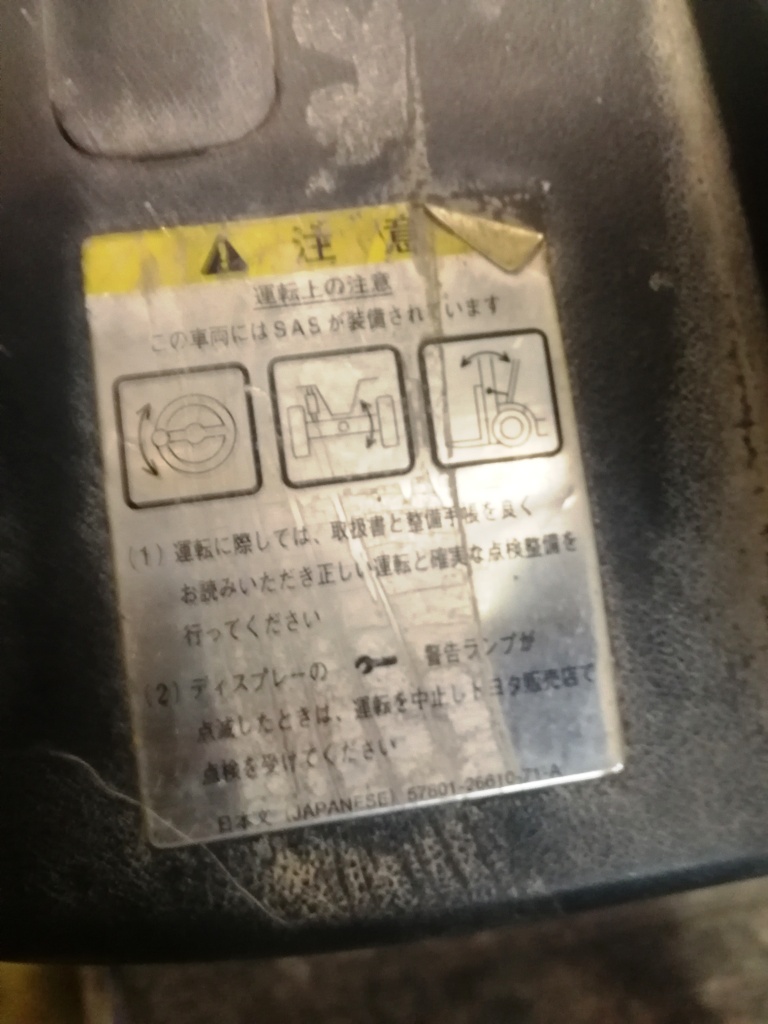 注意
運転上の注意
この車両にはSASが装備されています
(1) 運転に際しては、取扱書と整備手帳を良く
お読みいただき正しい運転と確実な点検整備を
行ってください
(2) ディスプレーの 警告ランプが
点滅したときは、運転を中止しトヨタ販売店で
点検を受けてください
日本文 (JAPANESE) 57801-26610-71-A